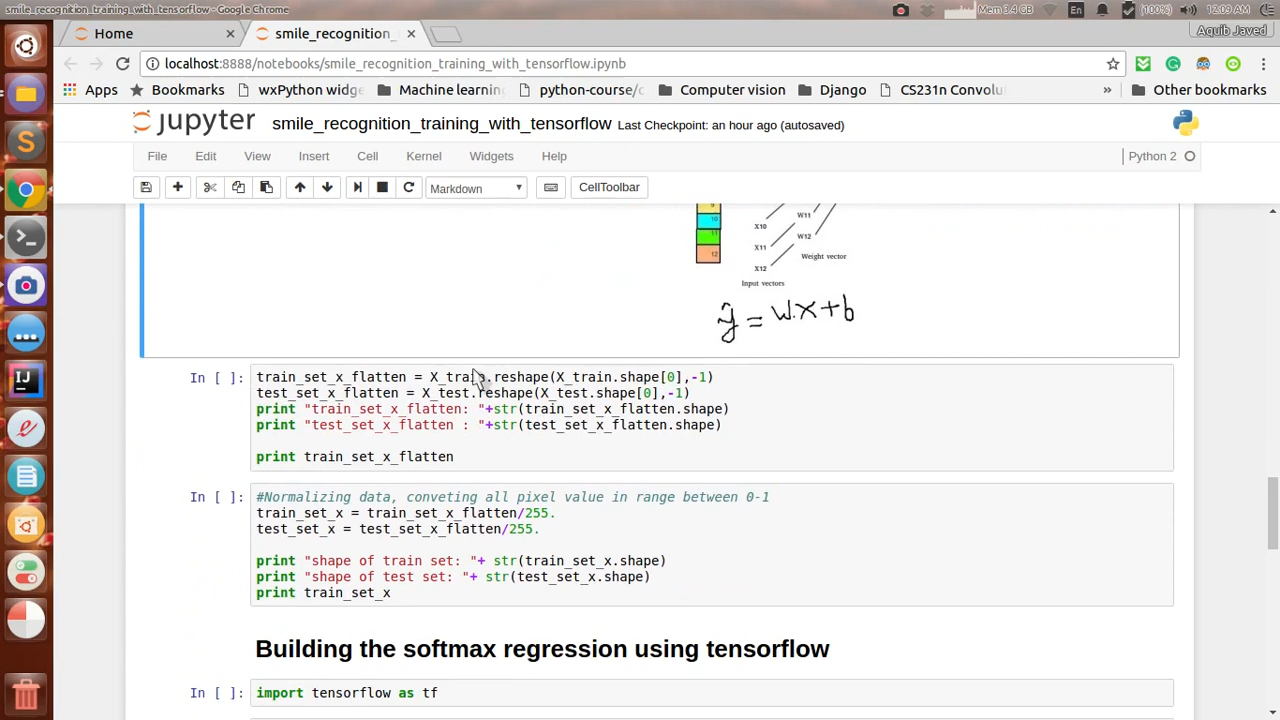 smile_recognition_training_with_tensorflow - Google Chrome
Mem 3.4 GB
En
(100%)
12:09 AM
Home
smile_recognition_
Aquib Javed
localhost:8888/notebooks/smile_recognition_training_with_tensorflow.ipynb
Apps
Bookmarks
wxPython widge
Machine learning
python-course/c
Computer vision
Django
CS231n Convolu
»
Other bookmarks
jupyter smile_recognition_training_with_tensorflow Last Checkpoint: an hour ago (autosaved)
File Edit View Insert Cell Kernel Widgets Help
Python 2
Markdown
CellToolbar
9
10
11
12
X10
X11
X12
W11
W12
Weight vector
Input vectors
ŷ = w.x+b
In [ ]:
train_set_x_flatten = X_train.reshape(X_train.shape[0],-1)
test_set_x_flatten = X_test.reshape(X_test.shape[0],-1)
print "train_set_x_flatten: "+str(train_set_x_flatten.shape)
print "test_set_x_flatten : "+str(test_set_x_flatten.shape)
print train_set_x_flatten
In [ ]:
#Normalizing data, conveting all pixel value in range between 0-1
train_set_x = train_set_x_flatten/255.
test_set_x = test_set_x_flatten/255.
print "shape of train set: "+ str(train_set_x.shape)
print "shape of test set: "+ str(test_set_x.shape)
print train_set_x
Building the softmax regression using tensorflow
In [ ]:
import tensorflow as tf